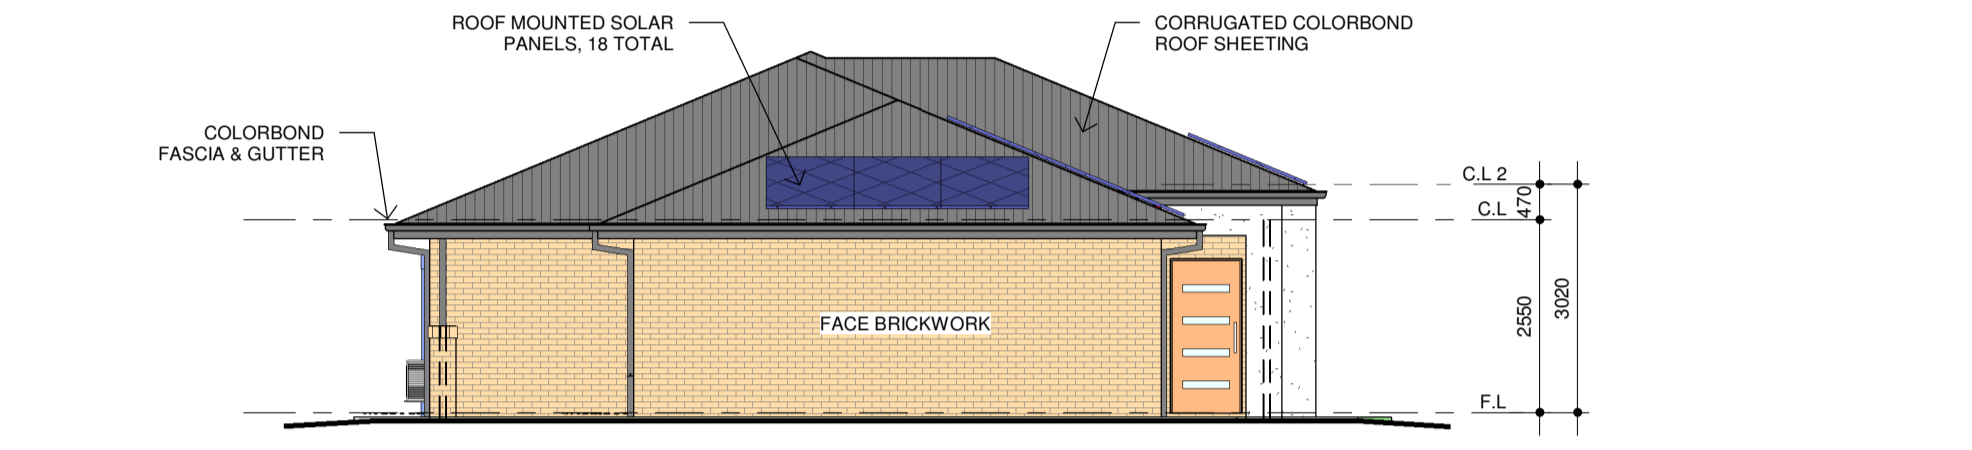 ROOF MOUNTED SOLAR
PANELS, 18 TOTAL
CORRUGATED COLORBOND
ROOF SHEETING
COLORBOND
FASCIA & GUTTER
C.L 2
C.L
470
2550
3020
FACE BRICKWORK
F.L